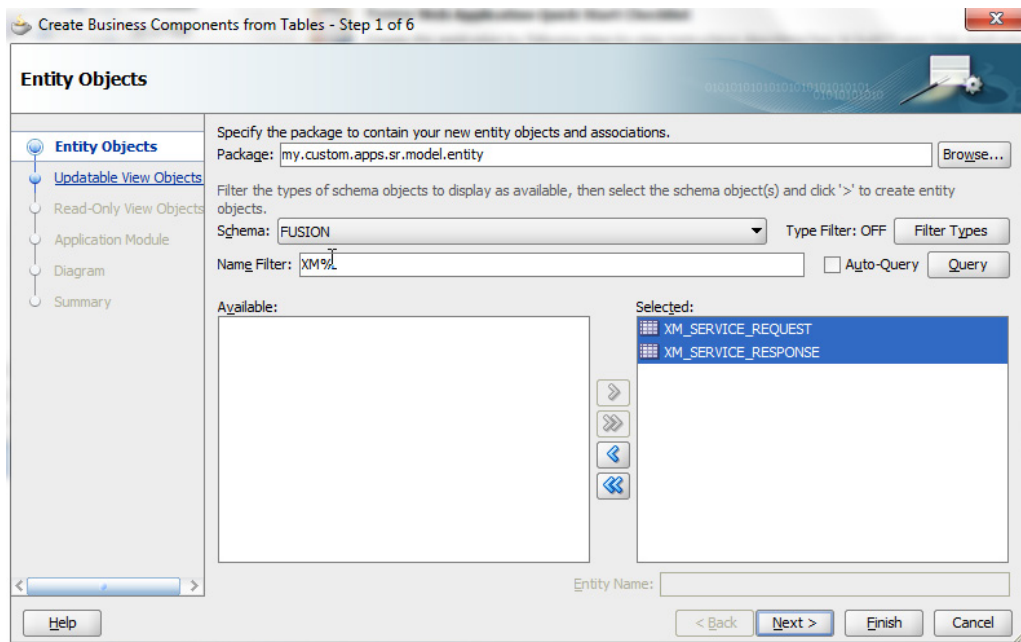 Create Business Components from Tables - Step 1 of 6
Entity Objects
Entity Objects
Updatable View Objects
Read-Only View Objects
Application Module
Diagram
Summary
Specify the package to contain your new entity objects and associations.
Package: my.custom.apps.sr.model.entity Browse...
Filter the types of schema objects to display as available, then select the schema object(s) and click '>' to create entity
objects.
Schema: FUSION Type Filter: OFF Filter Types
Name Filter: XM% Auto-Query Query
Available: Selected:
XM_SERVICE_REQUEST
XM_SERVICE_RESPONSE
Entity Name:
Help < Back Next > Finish Cancel